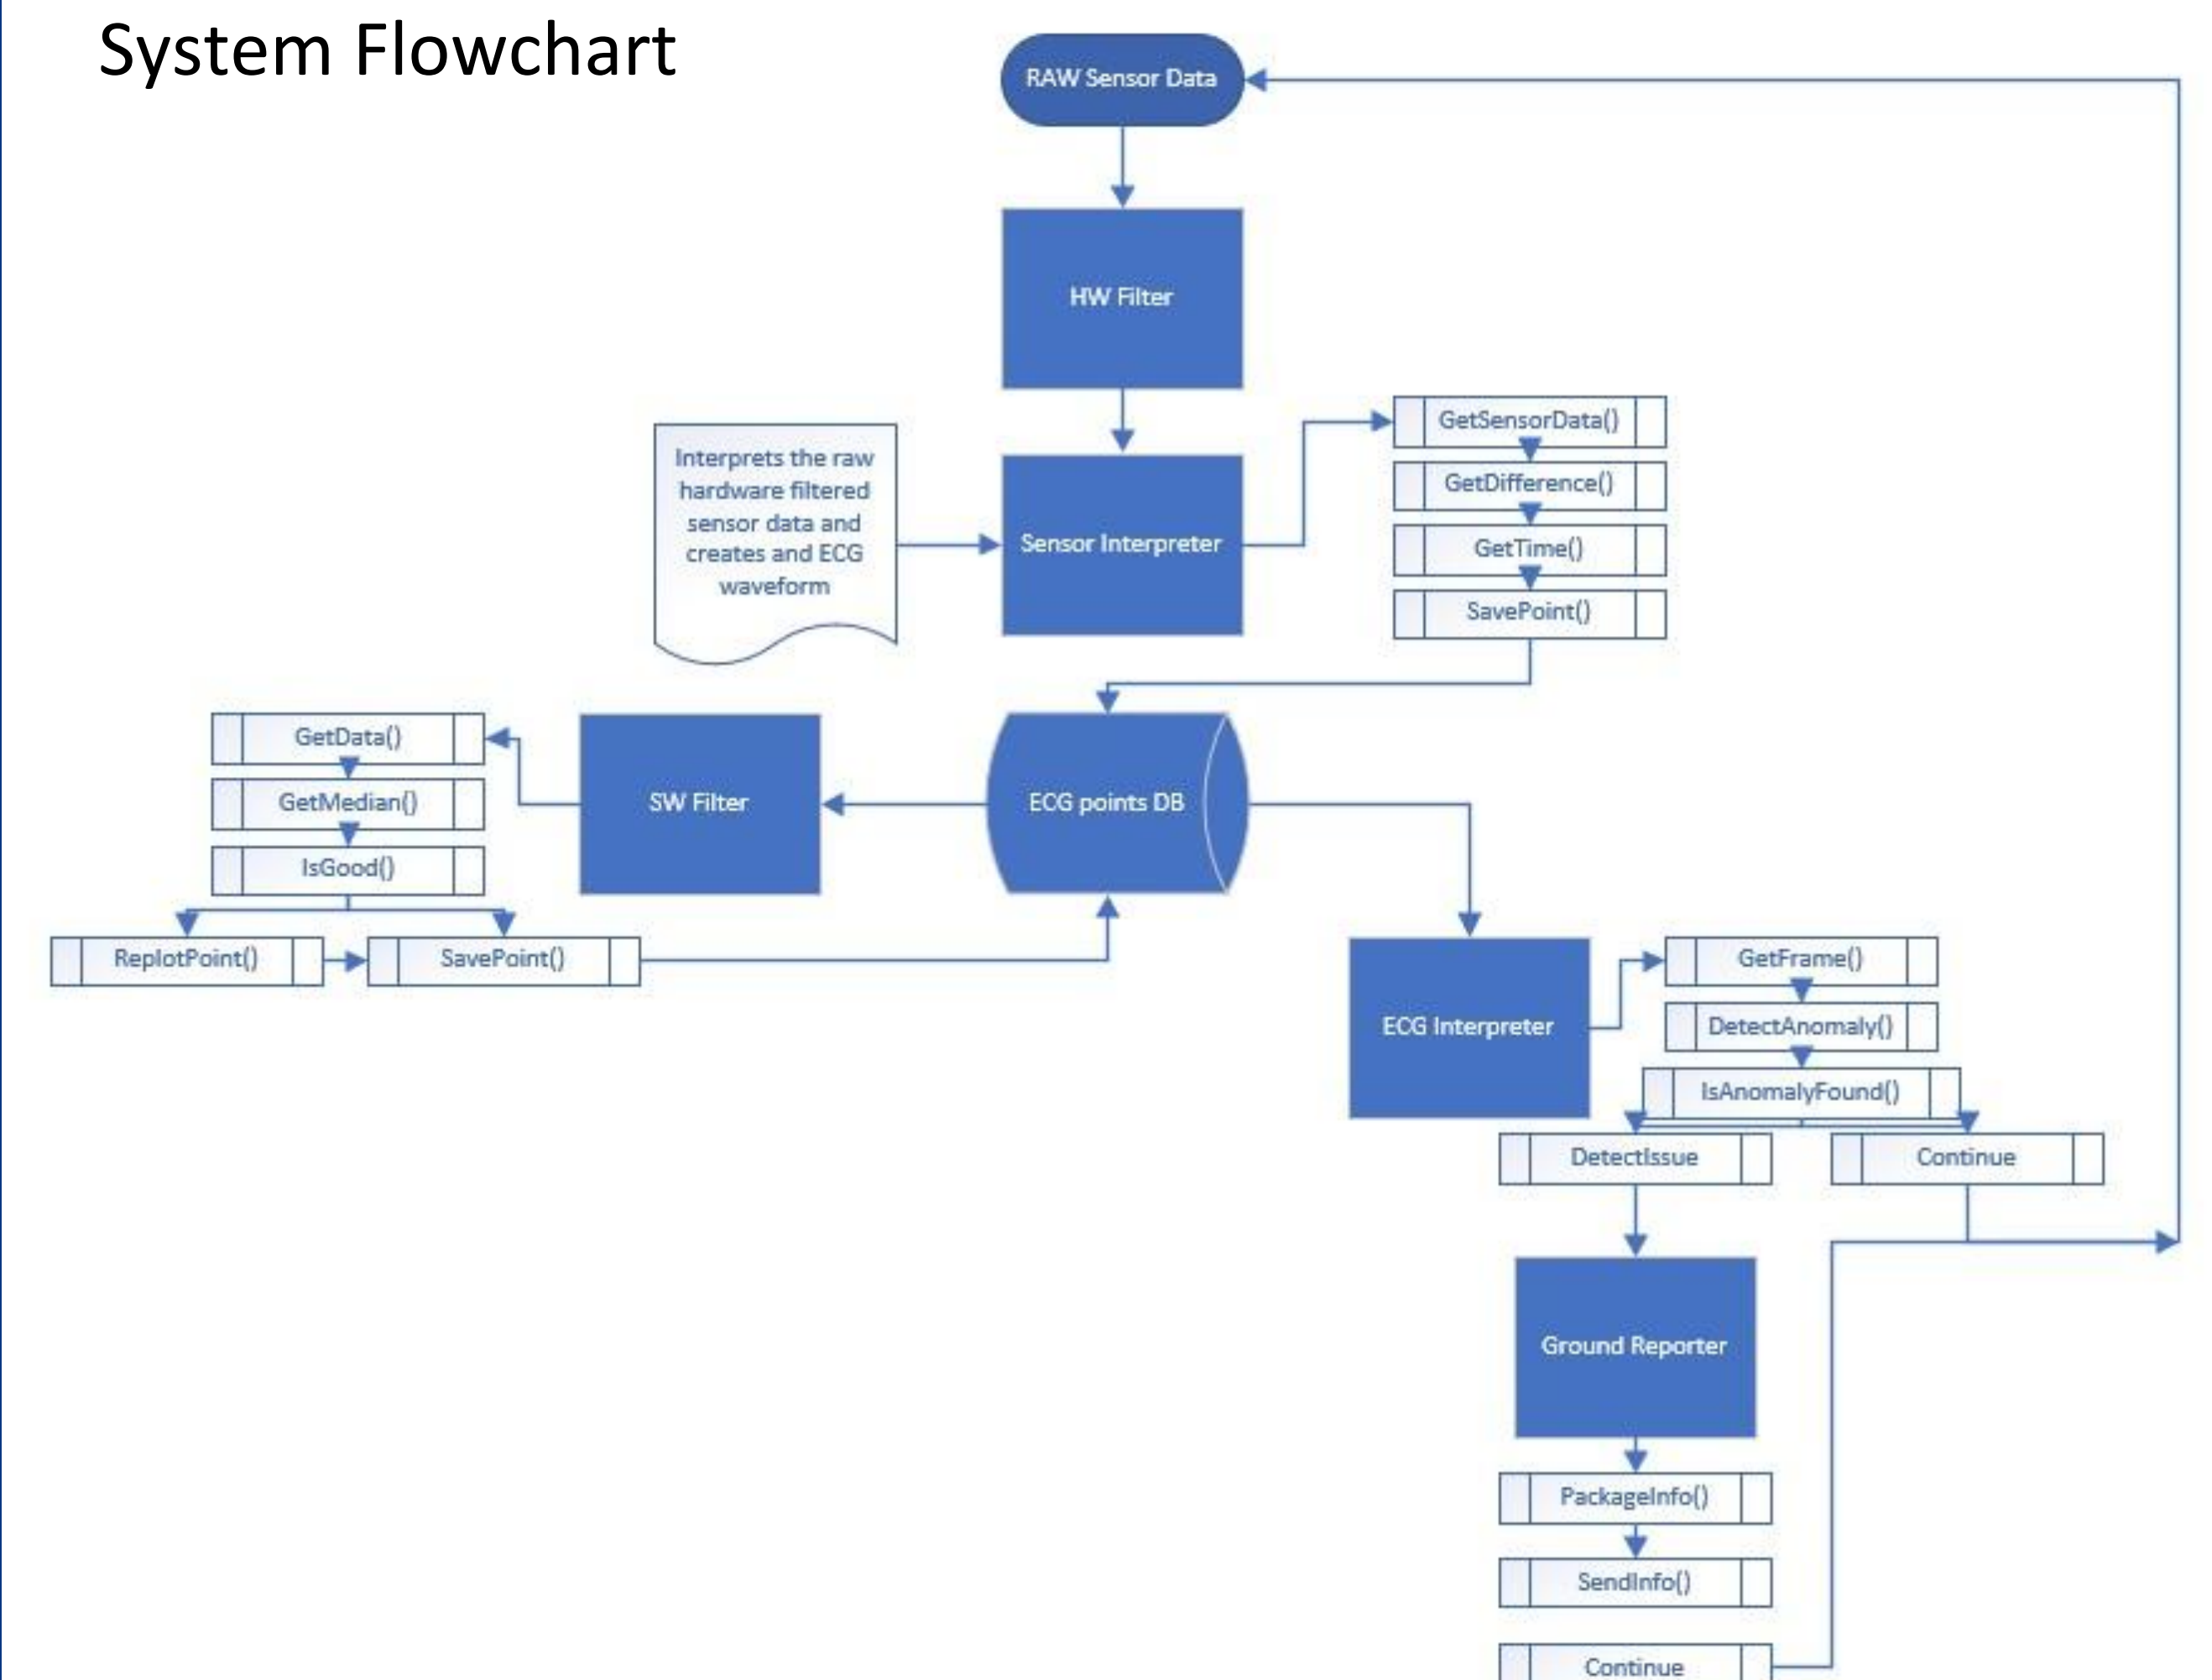 System Flowchart
RAW Sensor Data
HW Filter
Interprets the raw
hardware filtered
sensor data and
creates and ECG
waveform
Sensor Interpreter
GetSensorData()
GetDifference()
GetTime()
SavePoint()
GetData()
GetMedian()
IsGood()
ReplotPoint()
SavePoint()
SW Filter
ECG points DB
ECG Interpreter
GetFrame()
DetectAnomaly()
IsAnomalyFound()
DetectIssue
Continue
Ground Reporter
PackageInfo()
SendInfo()
Continue